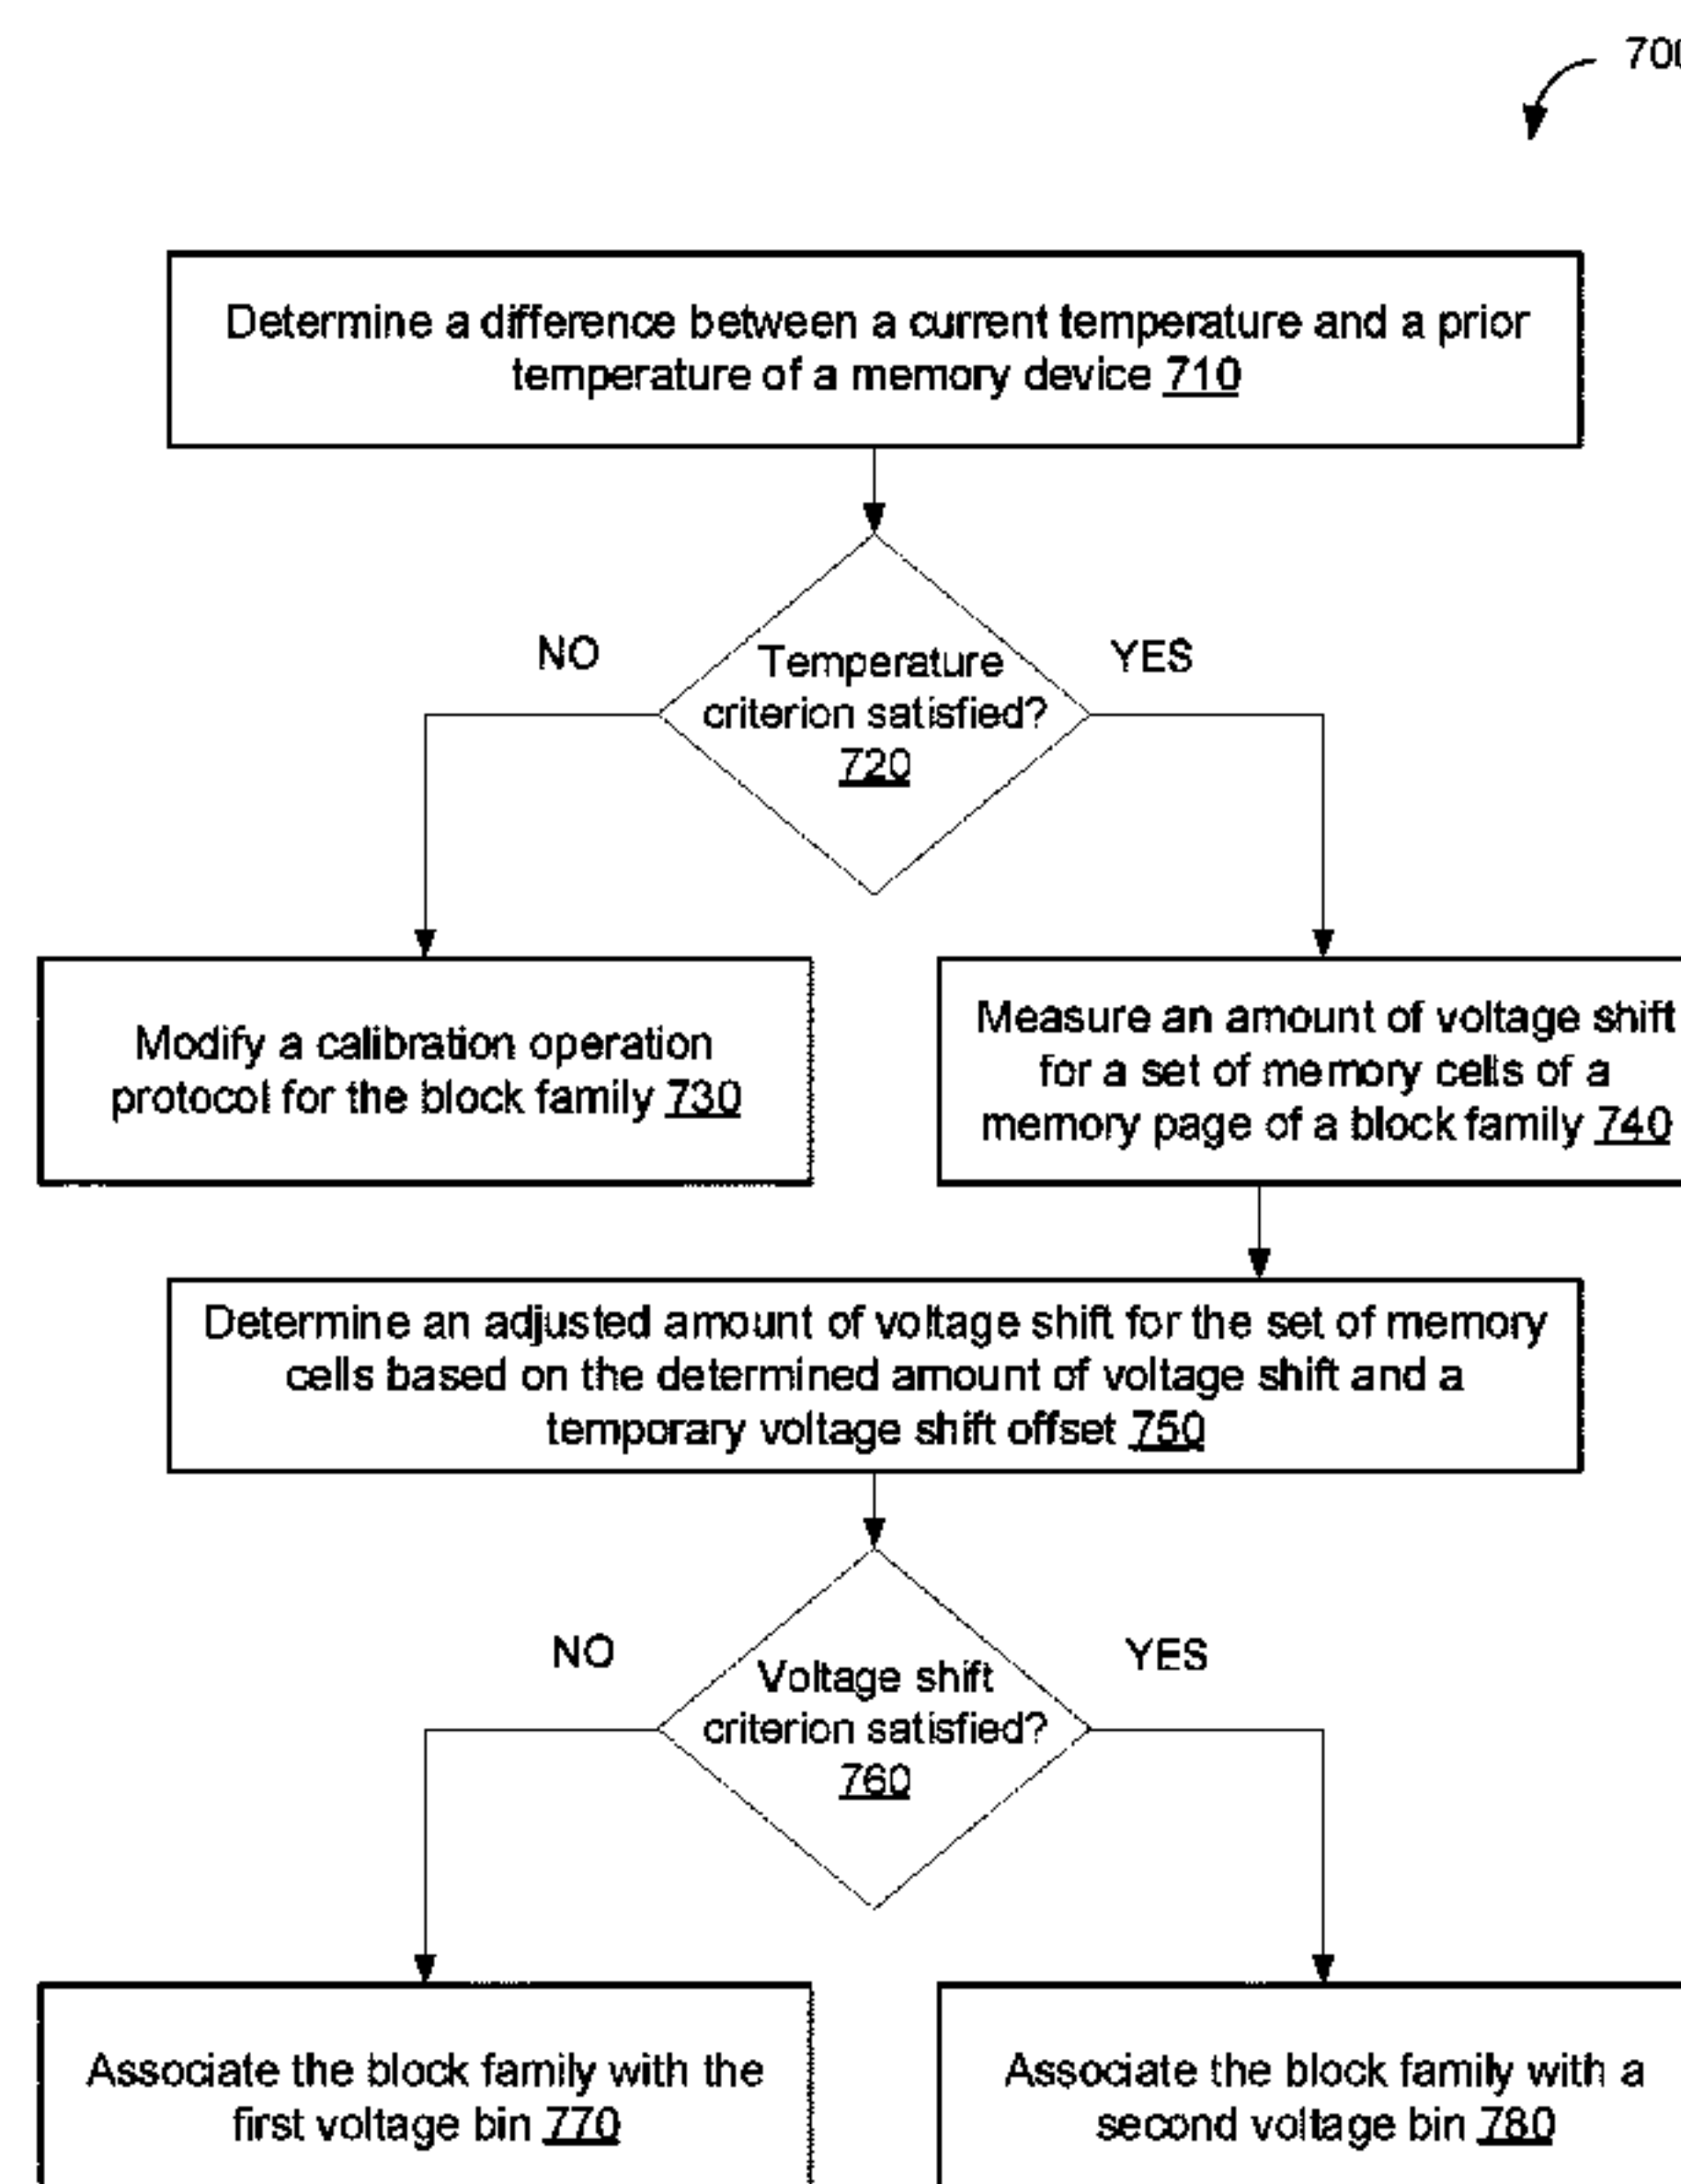 700
Determine a difference between a current temperature and a prior
temperature of a memory device 710
NO
YES
Temperature
criterion satisfied?
720
Modify a calibration operation
protocol for the block family 730
Measure an amount of voltage shift
for a set of memory cells of a
memory page of a block family 740
Determine an adjusted amount of voltage shift for the set of memory
cells based on the determined amount of voltage shift and a
temporary voltage shift offset 750
NO
YES
Voltage shift
criterion satisfied?
760
Associate the block family with the
first voltage bin 770
Associate the block family with a
second voltage bin 780